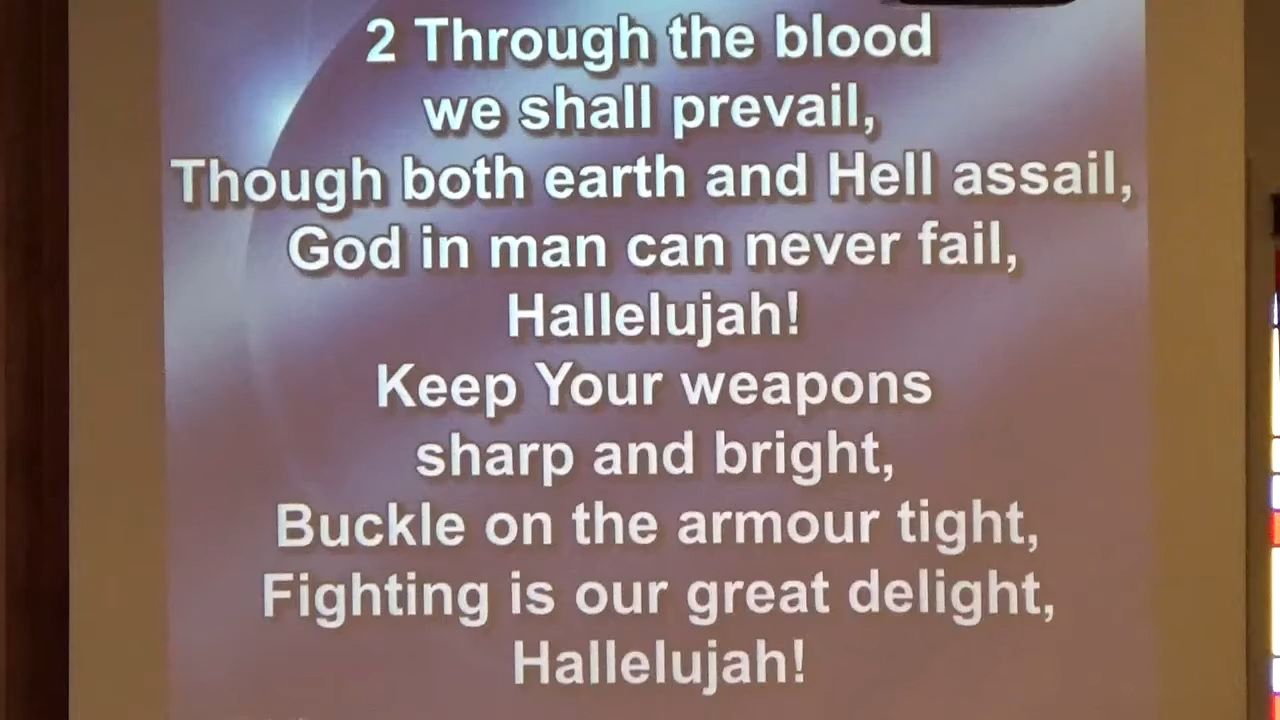 2 Through the blood
we shall prevail,
Though both earth and Hell assail,
God in man can never fail,
Hallelujah!
Keep Your weapons
sharp and bright,
Buckle on the armour tight,
Fighting is our great delight,
Hallelujah!